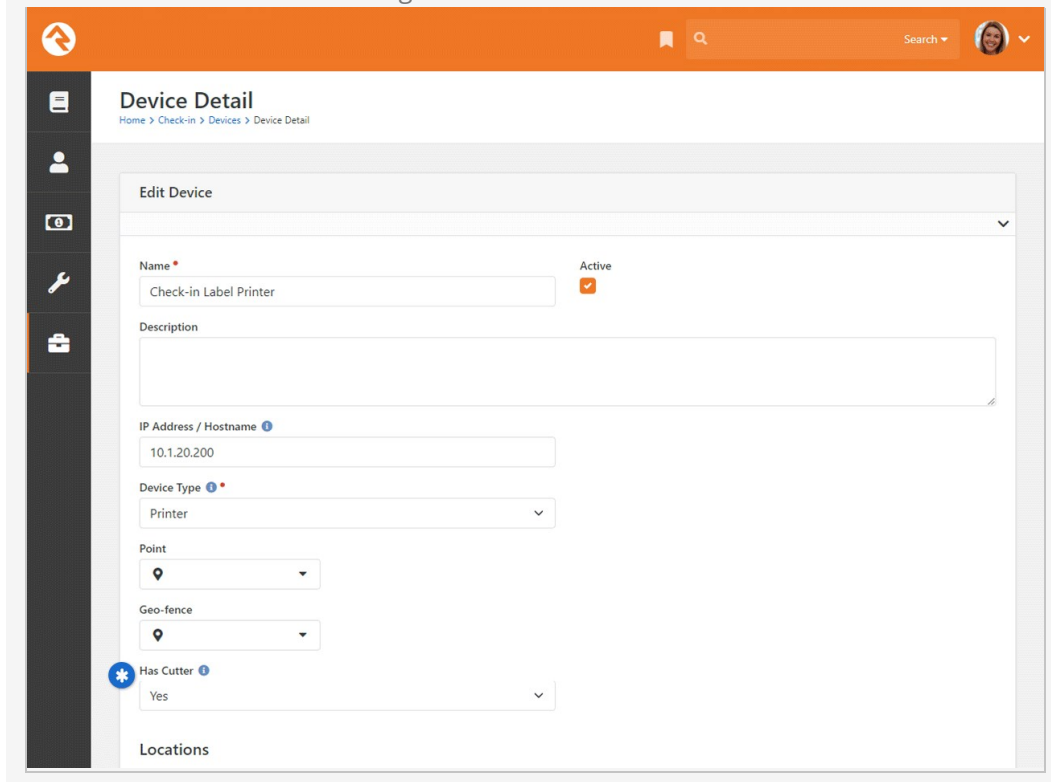 Search
Device Detail
Home > Check-in > Devices > Device Detail
Edit Device
Name Active
Check-in Label Printer
Description
IP Address / Hostname
10.1.20.200
Device Type
Printer
Point
Geo-fence
Has Cutter
Yes
Locations